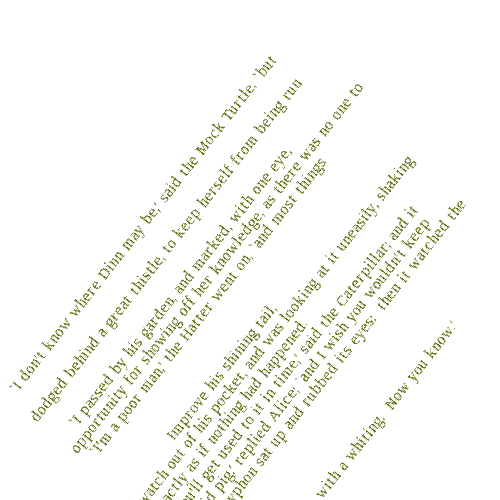 `I don't know where Dinn may be,' said the Mock Turtle, `but
dodged behind a great thistle, to keep herself from being run
`I passed by his garden, and marked, with one eye,
opportunity for showing off her knowledge, as there was no one to
`I'm a poor man,' the Hatter went on, `and most things
improve his shining tail,
out of his pocket, and was looking at it uneasily, shaking
as if nothing had happened.
get used to it in time,' said the Caterpillar; and it
pig,' replied Alice; `and I wish you wouldn't keep
sat up and rubbed its eyes: then it watched the
with a whiting. Now you know.'